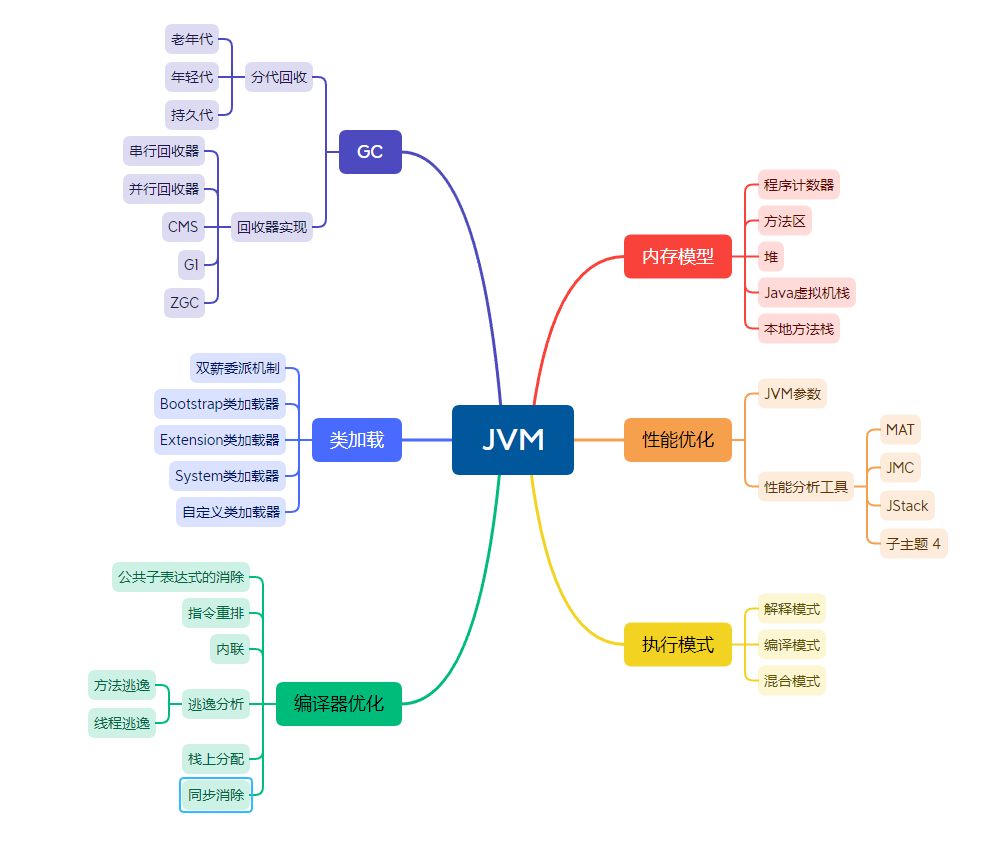 JVM
GC
分代回收
老年代
年轻代
持久代
回收器实现
串行回收器
并行回收器
CMS
G1
ZGC
类加载
双薪委派机制
Bootstrap类加载器
Extension类加载器
System类加载器
自定义类加载器
编译器优化
公共子表达式的消除
指令重排
内联
逃逸分析
方法逃逸
线程逃逸
栈上分配
同步消除
内存模型
程序计数器
方法区
堆
Java虚拟机栈
本地方法栈
性能优化
JVM参数
性能分析工具
MAT
JMC
JStack
子主题 4
执行模式
解释模式
编译模式
混合模式